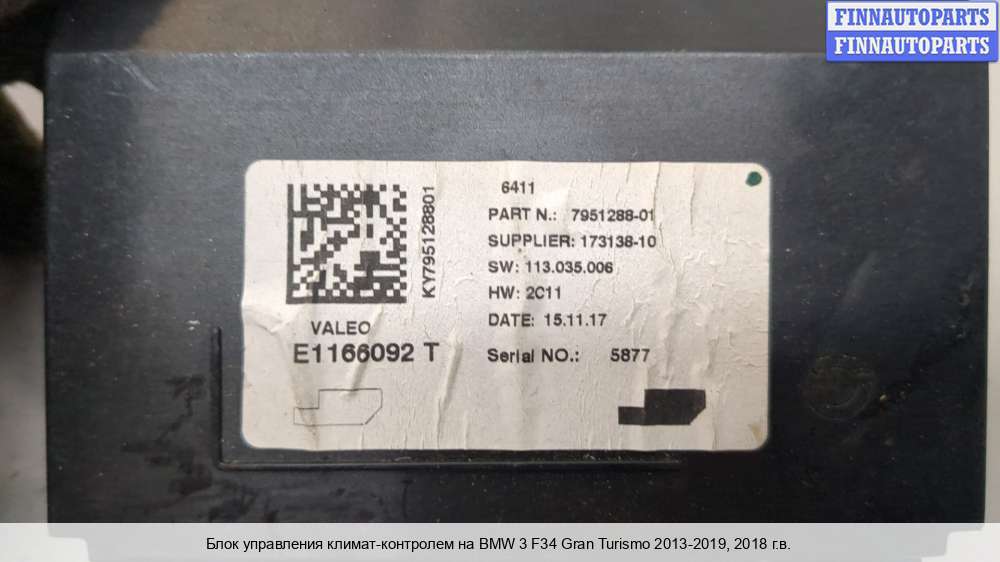 FINNAUTOPARTS
FINNAUTOPARTS
6411
PART N.: 7951288-01
SUPPLIER: 173138-10
SW: 113.035.006
HW: 2C11
DATE: 15.11.17
Serial NO.: 5877
KY795128801
VALEO
E1166092 T
Блок управления климат-контролем на BMW 3 F34 Gran Turismo 2013-2019, 2018 г.в.